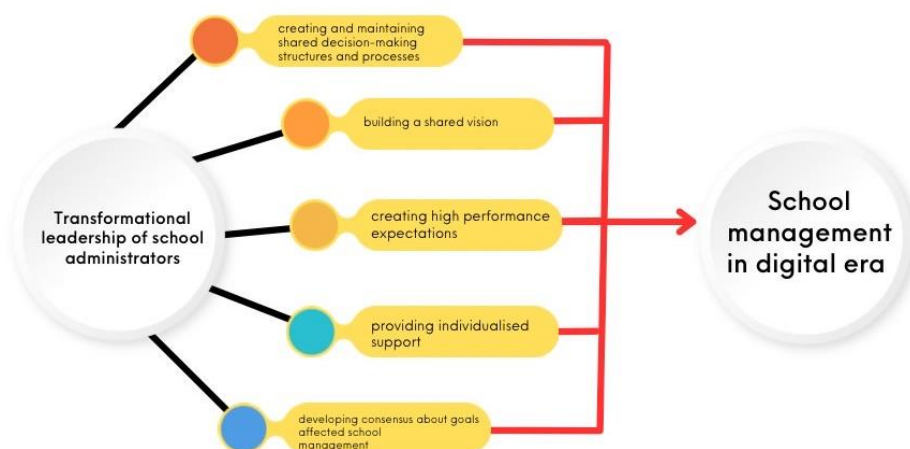 creating and maintaining
shared decision-making
structures and processes
building a shared vision
Transformational
leadership of school
administrators
creating high performance
expectations
School
management
in digital era
providing individualised
support
developing consensus about goals
affected school
management